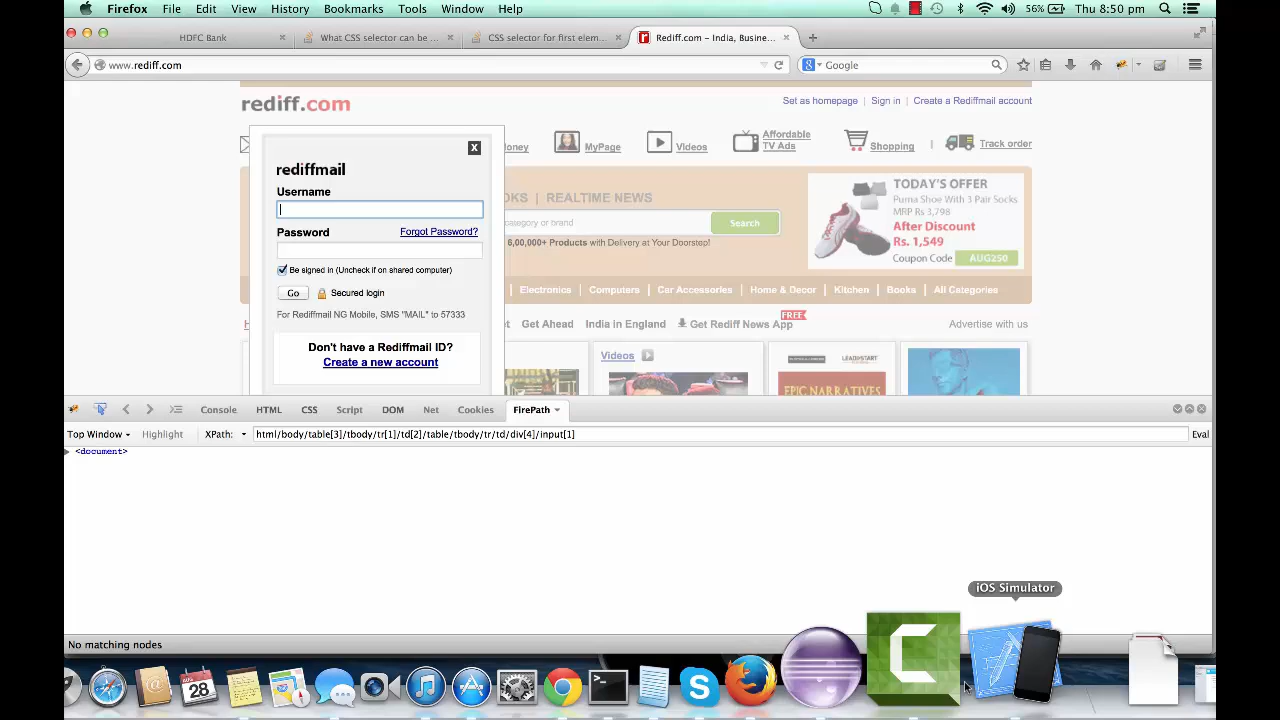 Firefox File Edit View History Bookmarks Tools Window Help 56% Thu 8:50 pm
HDFC Bank What CSS selector can be ... CSS selector for first elem... Rediff.com – India, Busine...
www.rediff.com Google
rediff.com
Set as homepage | Sign in | Create a Rediffmail account
oney MyPage Videos Affordable TV Ads Shopping | Track order
X
rediffmail
Username
Password Forgot Password?
Be signed in (Uncheck if on shared computer)
Go Secured login
For Rediffmail NG Mobile, SMS "MAIL" to 57333
Don't have a Rediffmail ID?
Create a new account
OKS | REALTIME NEWS
category or brand Search
6,00,000+ Products with Delivery at Your Doorstep!
TODAY'S OFFER
Puma Shoe With 3 Pair Socks
MRP Rs 3,798
After Discount
Rs. 1,549
Coupon Code AUG250
| Electronics | Computers | Car Accessories | Home & Decor | Kitchen | Books | All Categories
FREE
H t Get Ahead India in England Get Rediff News App Advertise with us
Videos
LEADSTART
EPIC NARRATIVES
Console HTML CSS Script DOM Net Cookies FirePath
Top Window Highlight XPath: html/body/table[3]/tbody/tr[1]/td[2]/table/tbody/tr/td/div[4]/input[1] Eval
<document>
iOS Simulator
No matching nodes
AUG
28